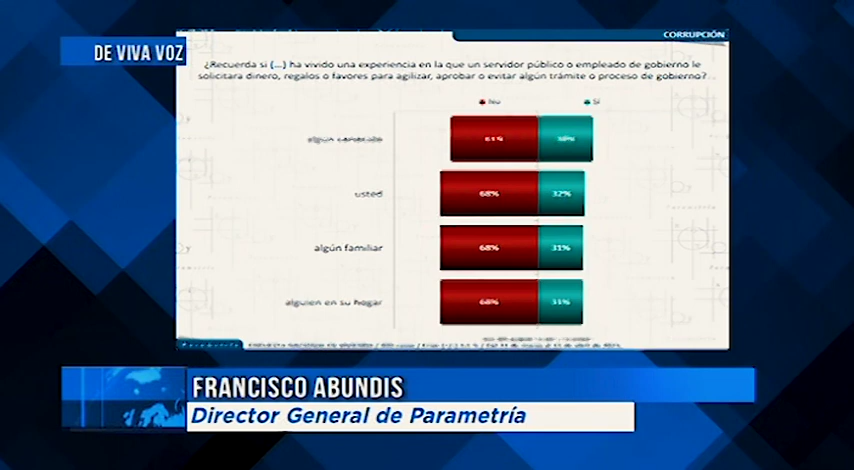 CORRUPCIÓN
DE VIVA VOZ
¿Recuerda si (...) ha vivido una experiencia en la que un servidor público o empleado de gobierno le
solicitara dinero, regalos o favores para agilizar, aprobar o evitar algún trámite o proceso de gobierno?
No Sí
algún
usted 68% 32%
algún familiar 68% 31%
alguien en su hogar 68% 31%
FRANCISCO ABUNDIS
Director General de Parametría